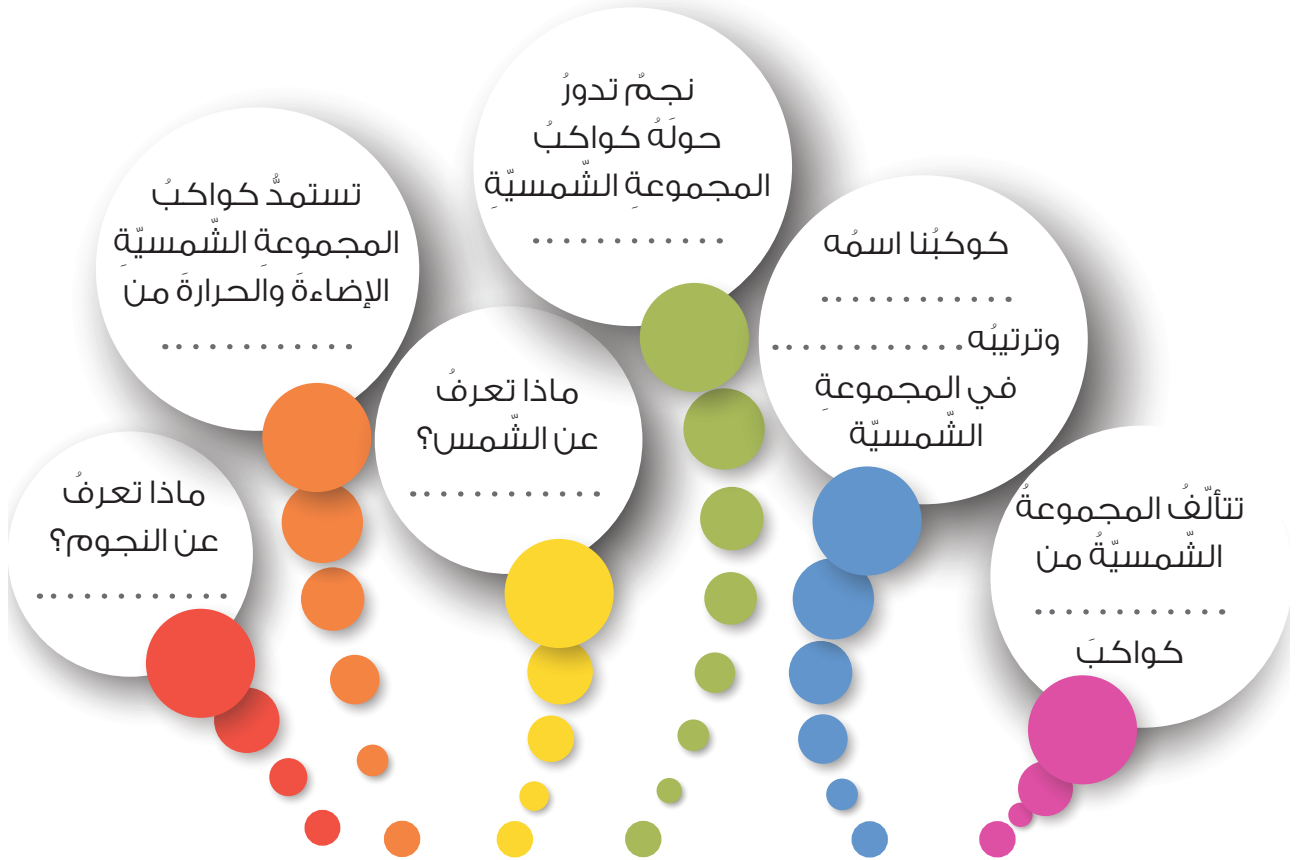 تتألّفُ المجموعةُ
الشّمسيّةُ من
............
كواكبَ
كوكبُنا اسمُه
............
وترتيبُه............
في المجموعةِ
الشّمسيّة
نجمٌ تدورُ
حولَهُ كواكبُ
المجموعةِ الشّمسيّةِ
............
ماذا تعرفُ
عن الشّمس؟
............
تستمدُّ كواكبُ
المجموعةِ الشّمسيّةِ
الإضاءةَ والحرارةَ من
............
ماذا تعرفُ
عن النجوم؟
............